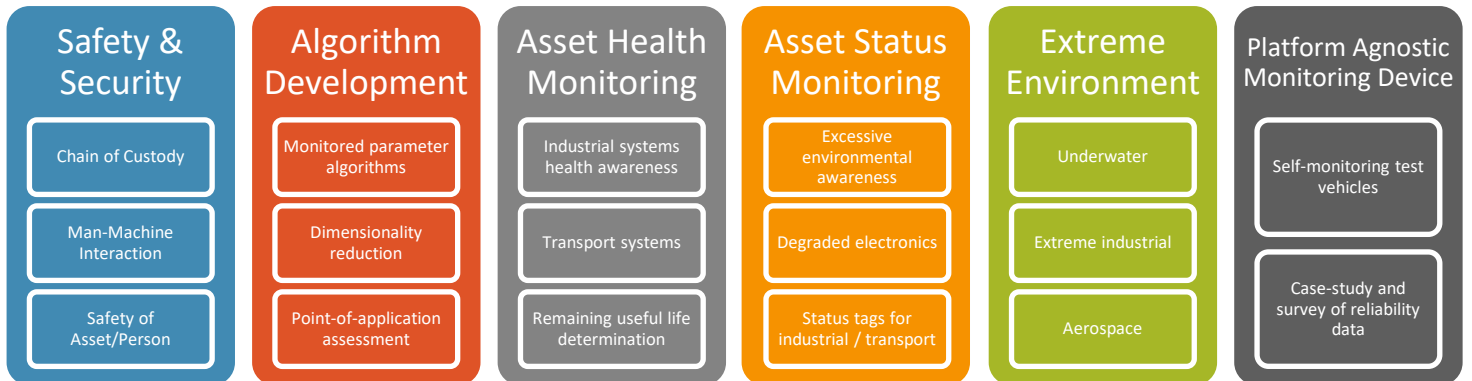 Safety &
Security
Chain of Custody
Man-Machine
Interaction
Safety of
Asset/Person
Algorithm
Development
Monitored parameter
algorithms
Dimensionality
reduction
Point-of-application
assessment
Asset Health
Monitoring
Industrial systems
health awareness
Transport systems
Remaining useful life
determination
Asset Status
Monitoring
Excessive
environmental
awareness
Degraded electronics
Status tags for
industrial / transport
Extreme
Environment
Underwater
Extreme industrial
Aerospace
Platform Agnostic
Monitoring Device
Self-monitoring test
vehicles
Case-study and
survey of reliability
data